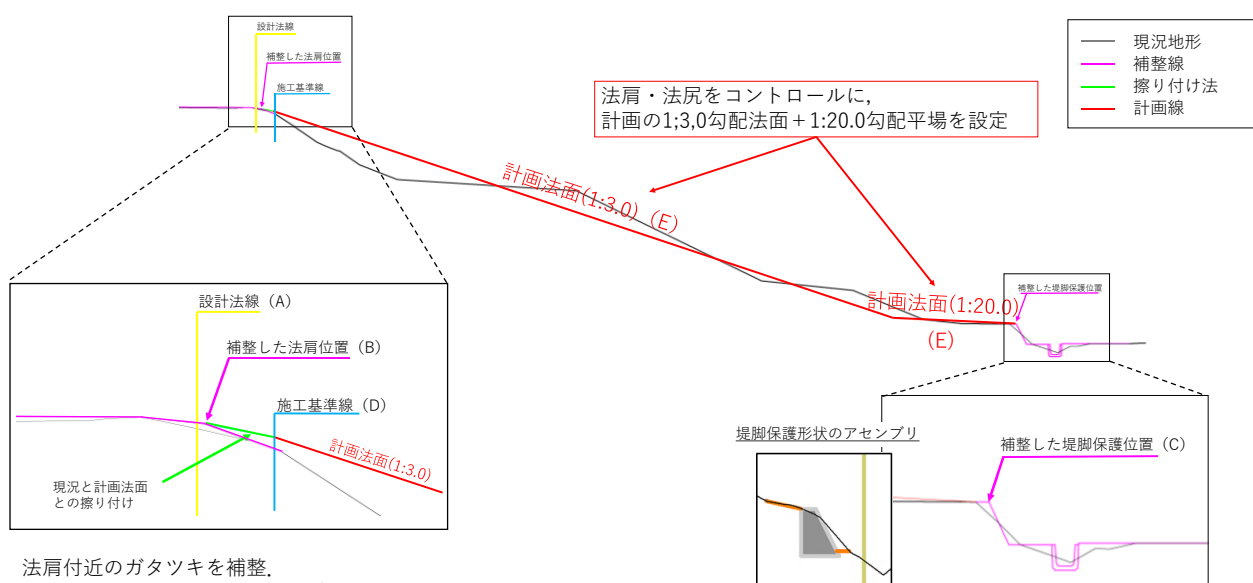 設計法線
補整した法肩位置
施工基準線
現況地形
補整線
擦り付け法
計画線
法肩・法尻をコントロールに,
計画の1;3,0勾配法面＋1:20.0勾配平場を設定
計画法面(1:3.0)（E）
計画法面(1:20.0)
(E)
補整した堤脚保護位置
設計法線（A）
補整した法肩位置（B）
施工基準線（D）
計画法面(1:3.0)
現況と計画法面
との擦り付け
堤脚保護形状のアセンブリ
補整した堤脚保護位置（C）
法肩付近のガタツキを補整.